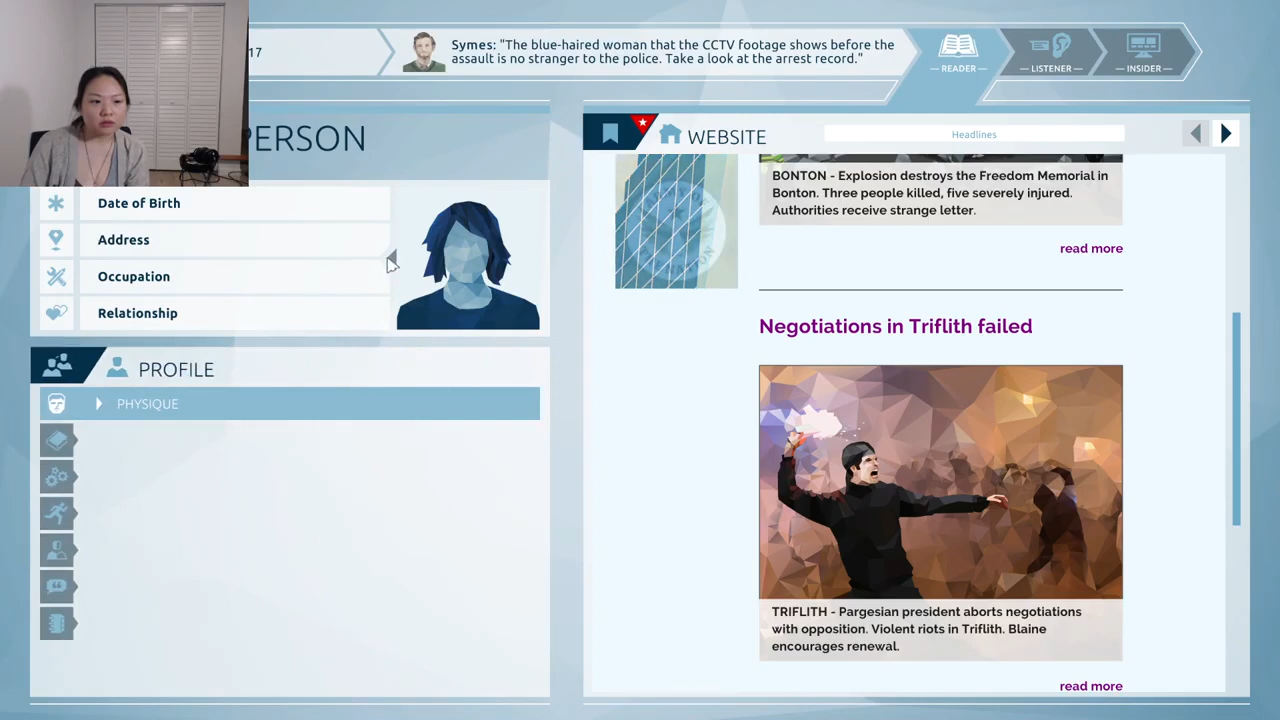 17
Symes: "The blue-haired woman that the CCTV footage shows before the
assault is no stranger to the police. Take a look at the arrest record."
— READER —
— LISTENER —
— INSIDER —
PERSON
Date of Birth
Address
Occupation
Relationship
PROFILE
PHYSIQUE
WEBSITE
Headlines
BONTON - Explosion destroys the Freedom Memorial in
Bonton. Three people killed, five severely injured.
Authorities receive strange letter.
read more
Negotiations in Triflith failed
TRIFLITH - Pargesian president aborts negotiations
with opposition. Violent riots in Triflith. Blaine
encourages renewal.
read more